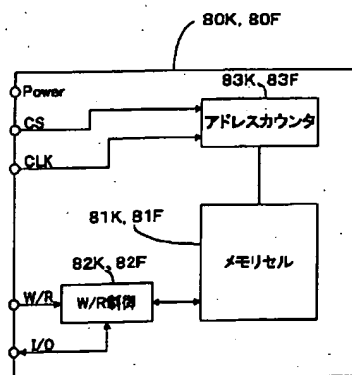 80K, 80F
Power
83K, 83F
アドレスカウンタ
CS
CLK
81K, 81F
メモリセル
82K, 82F
W/R
W/R制御
I/O